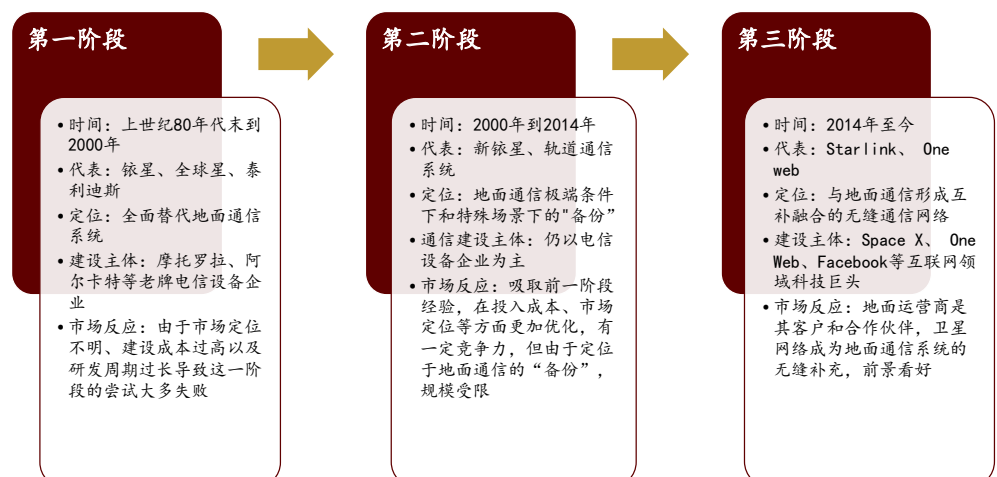 第一阶段
•时间：上世纪80年代末到
2000年
•代表：铱星、全球星、泰
利迪斯
•定位：全面替代地面通信
系统
•建设主体：摩托罗拉、阿
尔卡特等老牌电信设备企
业
•市场反应：由于市场定位
不明、建设成本过高以及
研发周期过长导致这一阶
段的尝试大多失败
第二阶段
•时间：2000年到2014年
•代表：新铱星、轨道通信
系统
•定位：地面通信极端条件
下和特殊场景下的"备份”
•通信建设主体：仍以电信
设备企业为主
•市场反应：吸取前一阶段
经验，在投入成本、市场
定位等方面更加优化，有
一定竞争力，但由于定位
于地面通信的“备份”，
规模受限
第三阶段
•时间：2014年至今
•代表：Starlink、 One
web
•定位：与地面通信形成互
补融合的无缝通信网络
•建设主体：Space X、 One
Web、Facebook等互联网领
域科技巨头
•市场反应：地面运营商是
其客户和合作伙伴，卫星
网络成为地面通信系统的
无缝补充，前景看好